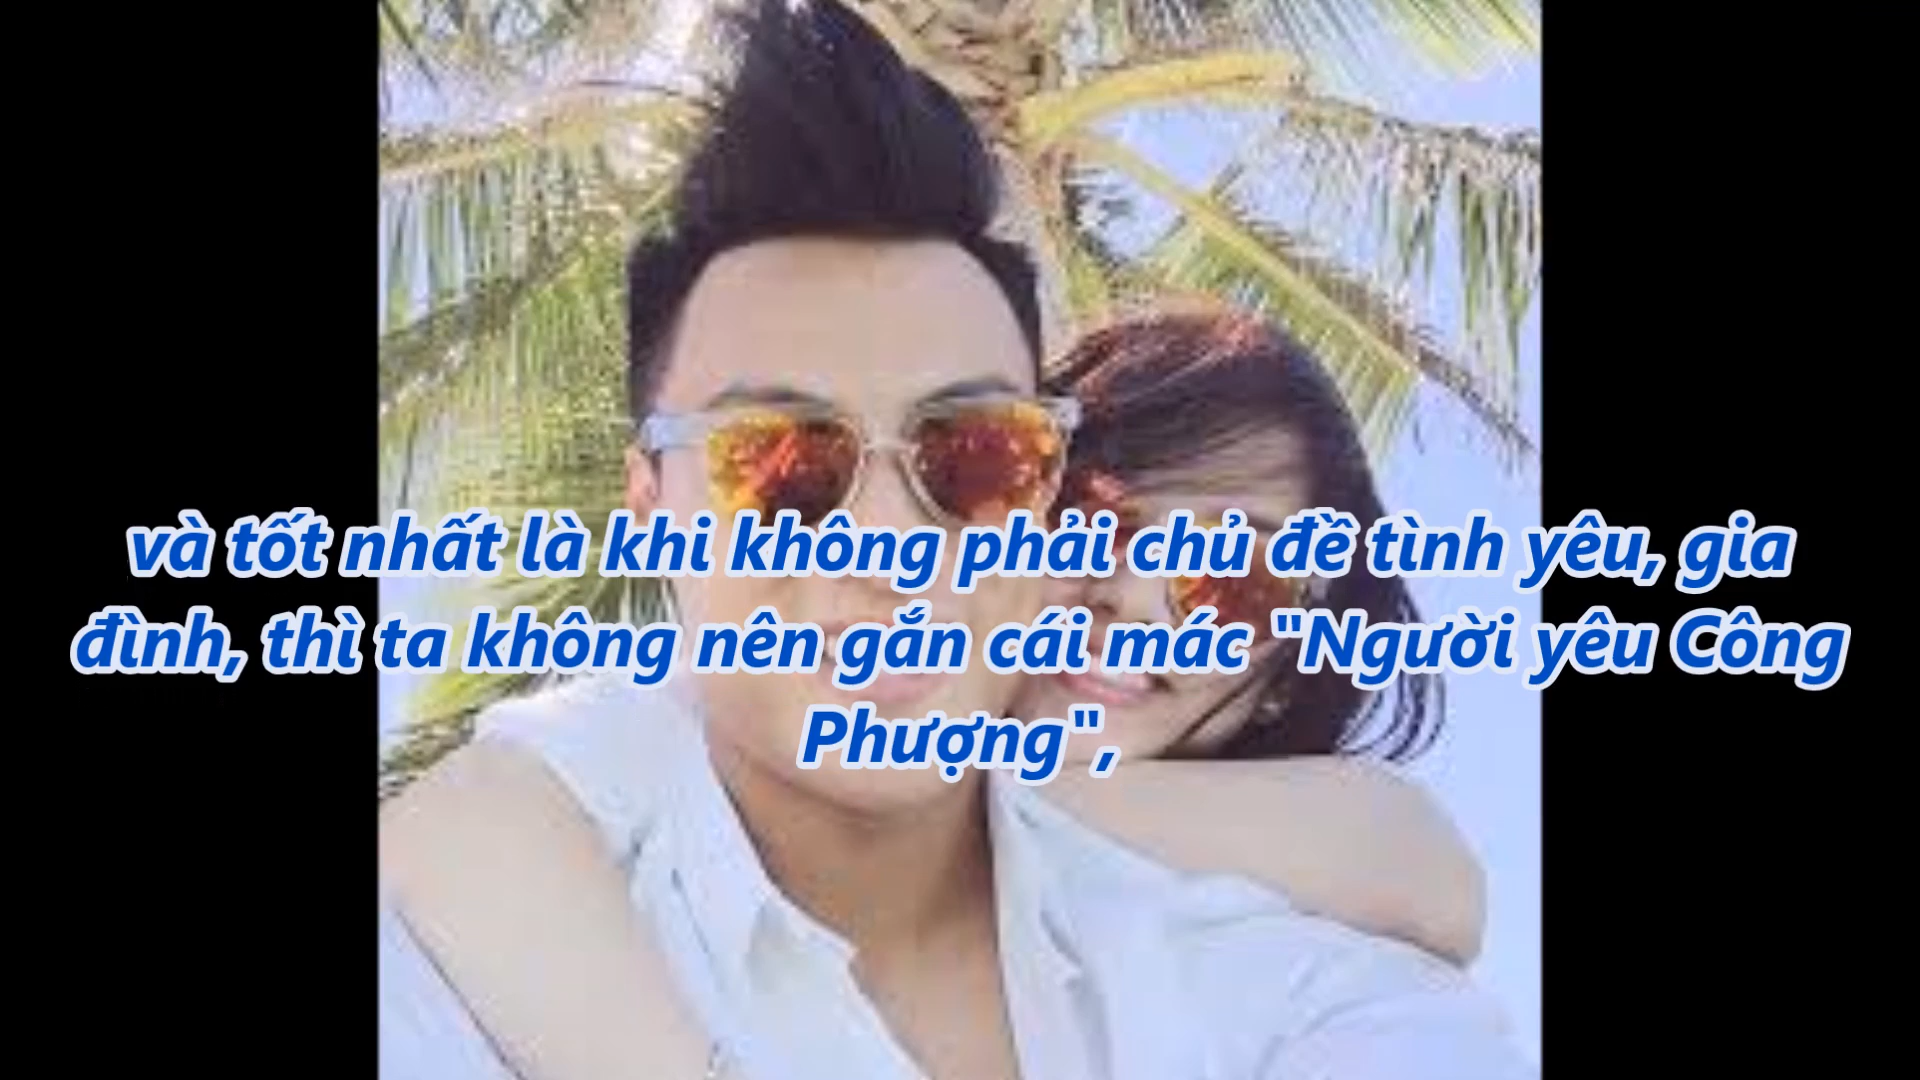 và tốt nhất là khi không phải chủ đề tình yêu, gia
đình, thì ta không nên gắn cái mác "Người yêu Công
Phượng",